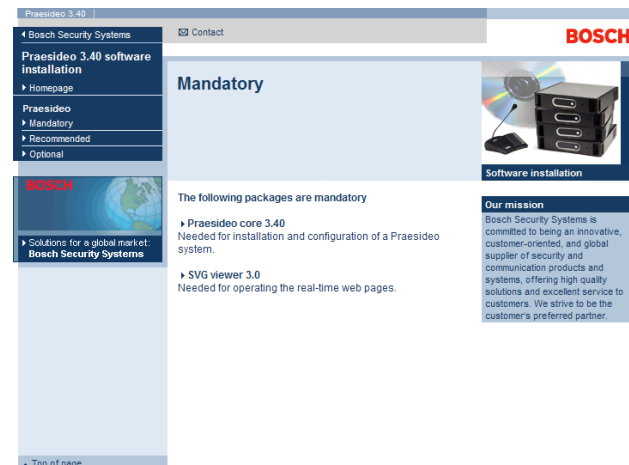 Praesideo 3.40
Bosch Security Systems
Contact
BOSCH
Praesideo 3.40 software
installation
Homepage
Praesideo
Mandatory
Recommended
Optional
BOSCH
Solutions for a global market:
Bosch Security Systems
Mandatory
The following packages are mandatory
Praesideo core 3.40
Needed for installation and configuration of a Praesideo
system.
SVG viewer 3.0
Needed for operating the real-time web pages.
Software installation
Our mission
Bosch Security Systems is
committed to being an innovative,
customer-oriented, and global
supplier of security and
communication products and
systems, offering high quality
solutions and excellent service to
customers. We strive to be the
customer's preferred partner.
Top of page